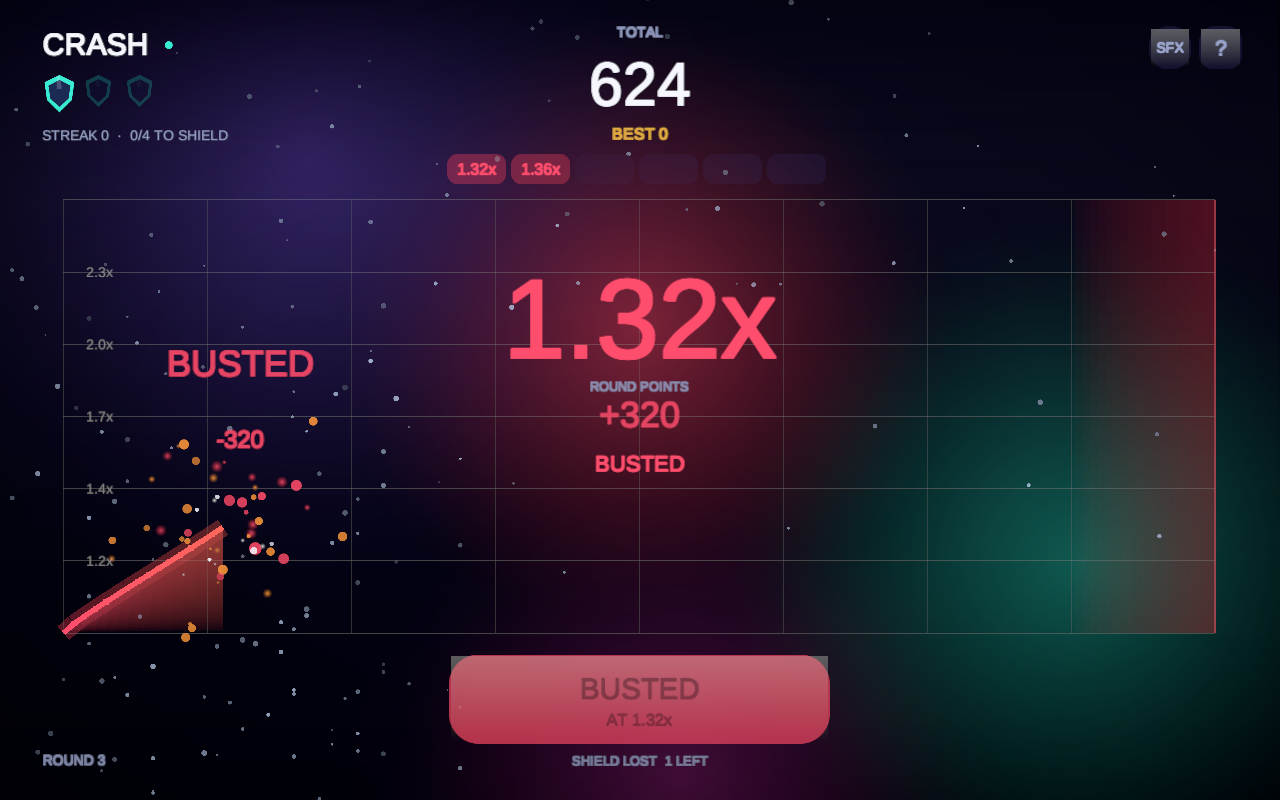 CRASH
STREAK 0 · 0/4 TO SHIELD
TOTAL
624
BEST 0
SFX
?
1.32x
1.36x
2.3x
2.0x
1.7x
1.4x
1.2x
BUSTED
-320
1.32x
ROUND POINTS
+320
BUSTED
BUSTED
AT 1.32x
ROUND 3
SHIELD LOST 1 LEFT